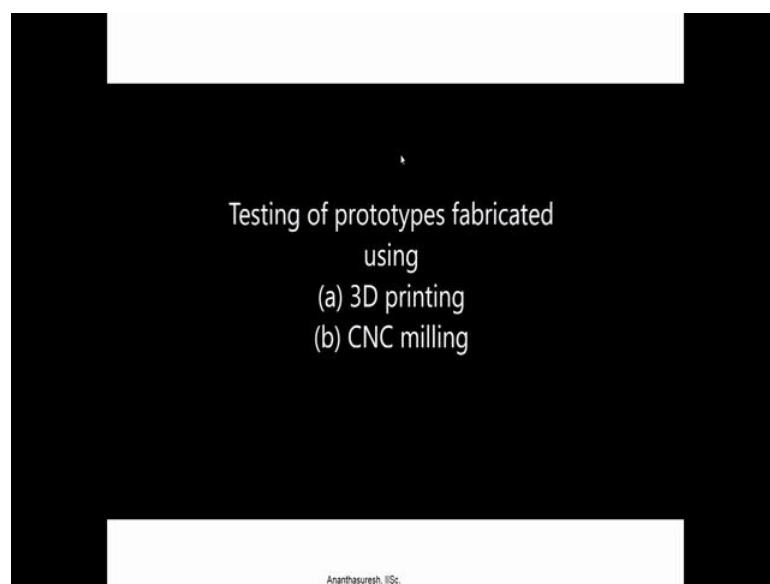 Testing of prototypes fabricated
using
(a) 3D printing
(b) CNC milling
Ananthasuresh, IISc.